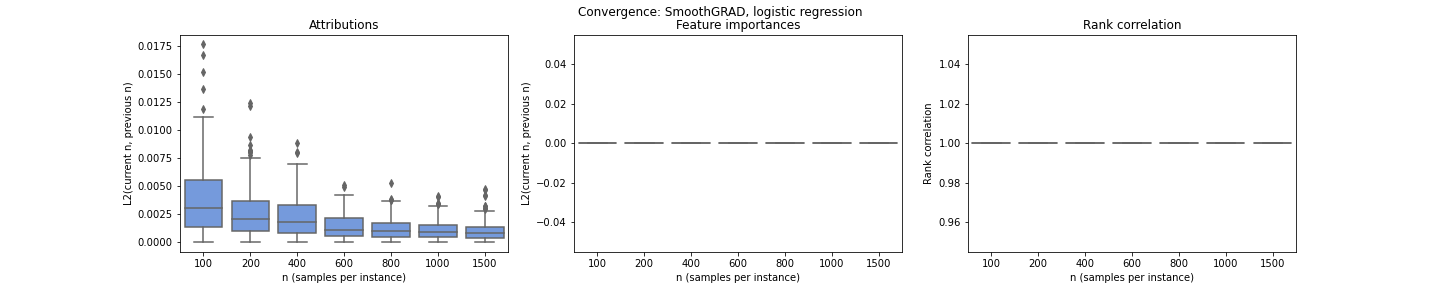 Convergence: SmoothGRAD, logistic regression
Attributions
L2(current n, previous n)
0.0175
0.0150
0.0125
0.0100
0.0075
0.0050
0.0025
0.0000
100 200 400 600 800 1000 1500
n (samples per instance)
Feature importances
L2(current n, previous n)
0.04
0.02
0.00
−0.02
−0.04
100 200 400 600 800 1000 1500
n (samples per instance)
Rank correlation
Rank correlation
1.04
1.02
1.00
0.98
0.96
100 200 400 600 800 1000 1500
n (samples per instance)